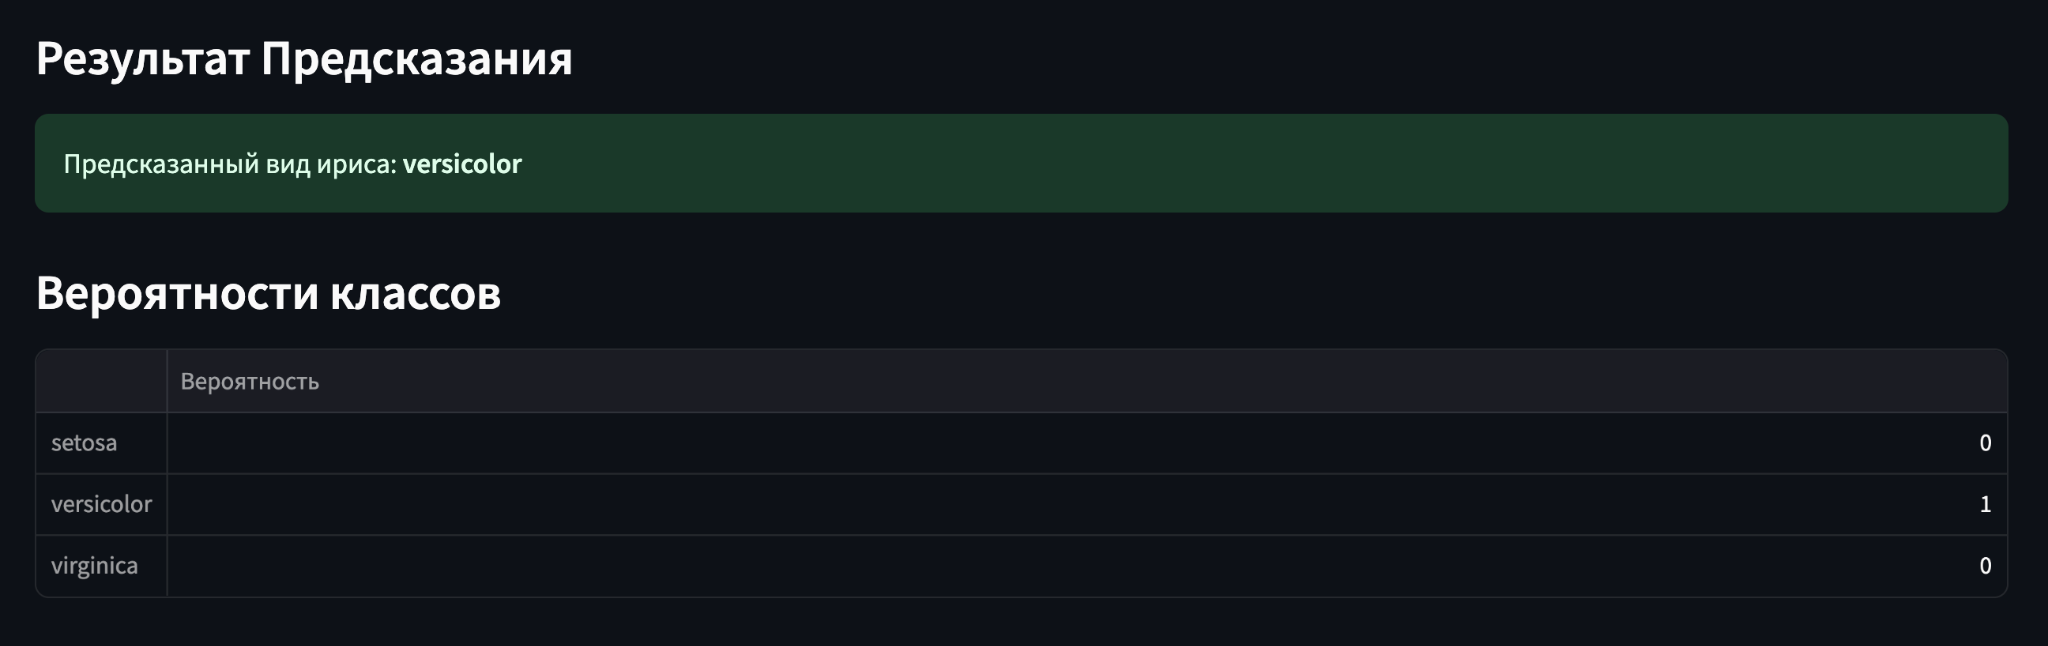 Результат Предсказания
Предсказанный вид ириса: versicolor
Вероятности классов
Вероятность
setosa 0
versicolor 1
virginica 0